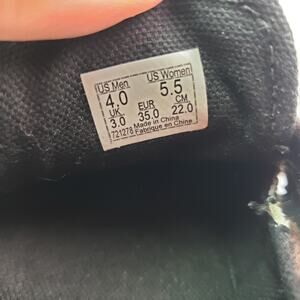 US Men US Women
4.0 5.5
UK EUR CM
3.0 35.0 22.0
Made in China
721278 Fabriqué en Chine